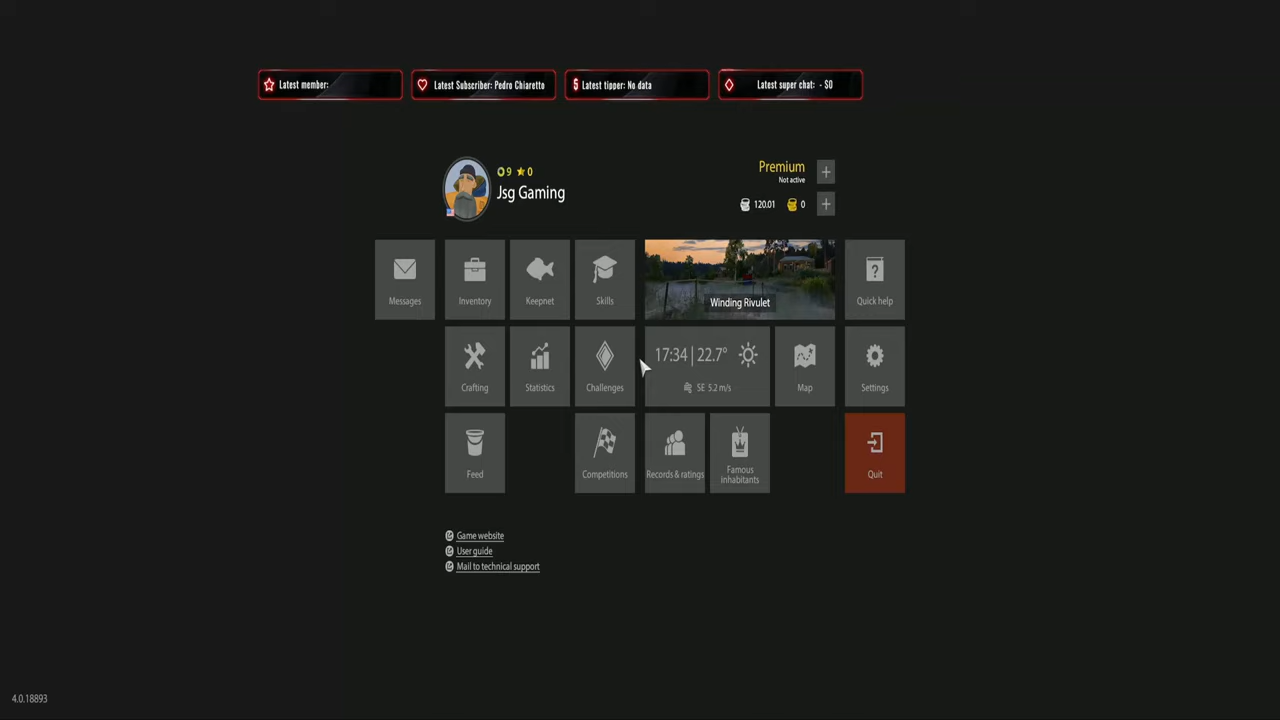 Latest member:
Latest Subscriber: Pedro Chiaretto
Latest tipper: No data
Latest super chat: - $0
9 0
Jsg Gaming
Premium
Not active
120.01 0
Messages
Inventory
Keepnet
Skills
Winding Rivulet
Quick help
Crafting
Statistics
Challenges
17:34 | 22.7°
SE 5.2 m/s
Map
Settings
Feed
Competitions
Records & ratings
Famous
inhabitants
Quit
Game website
User guide
Mail to technical support
4.0.18893